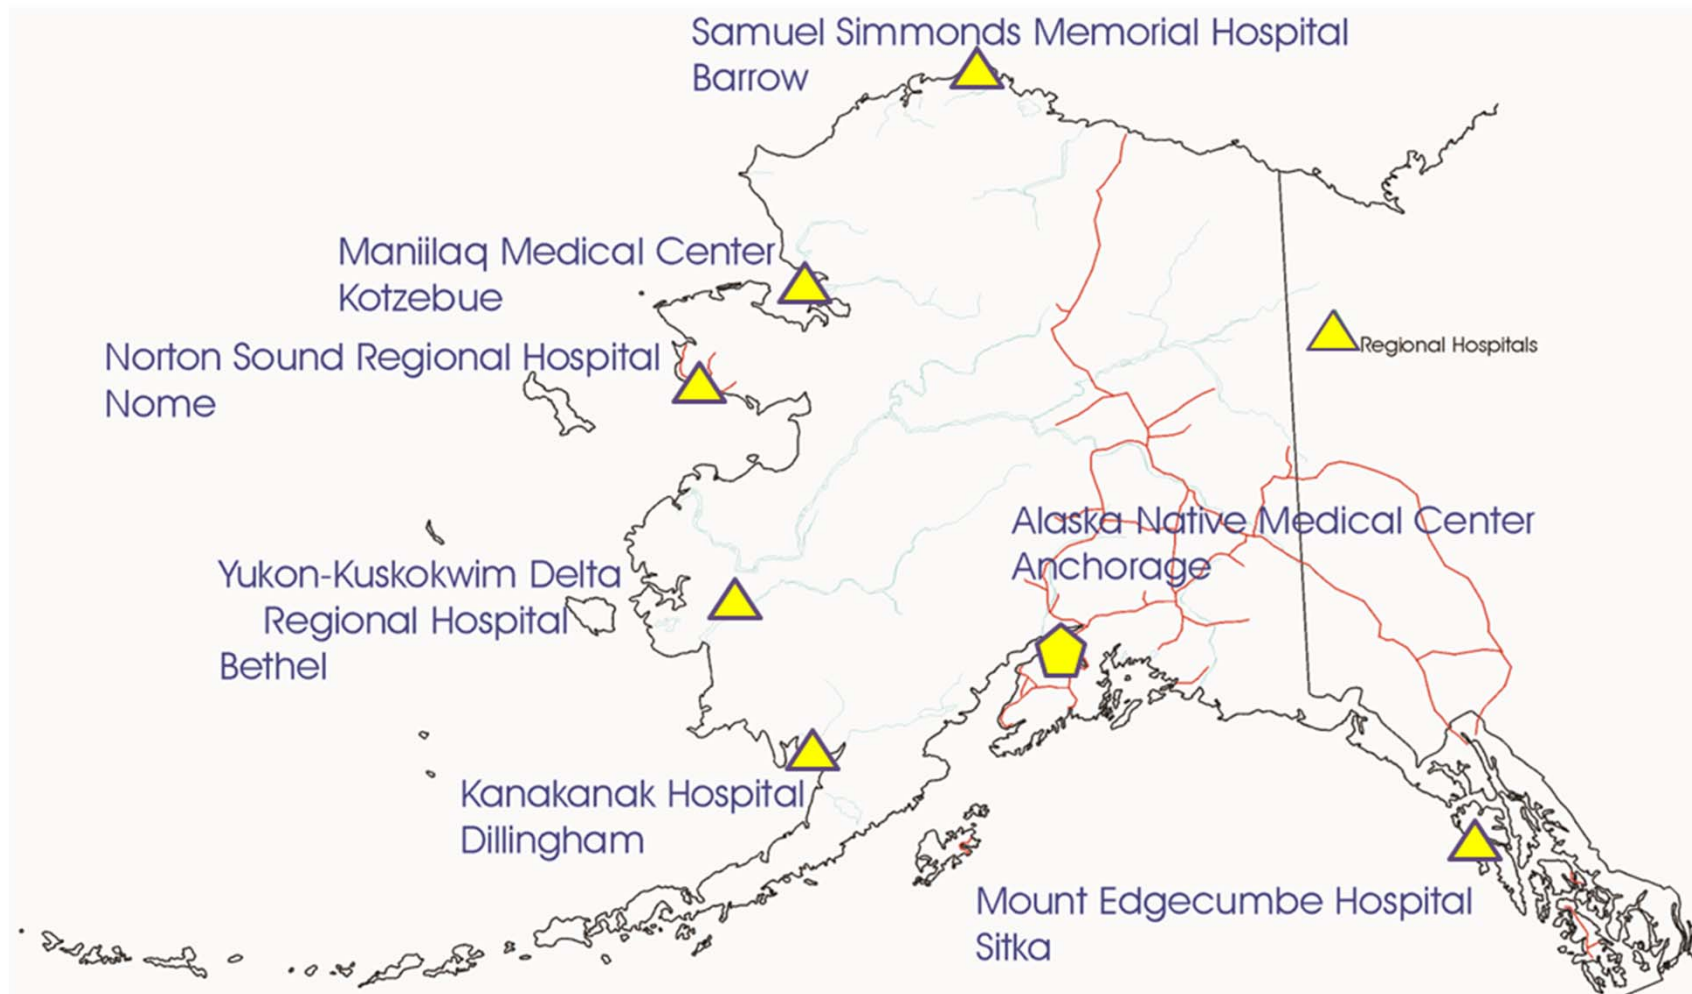 Samuel Simmonds Memorial Hospital
Barrow
Maniilaq Medical Center
Kotzebue
Regional Hospitals
Norton Sound Regional Hospital
Nome
Alaska Native Medical Center
Anchorage
Yukon-Kuskokwim Delta
Regional Hospital
Bethel
Kanakanak Hospital
Dillingham
Mount Edgecumbe Hospital
Sitka